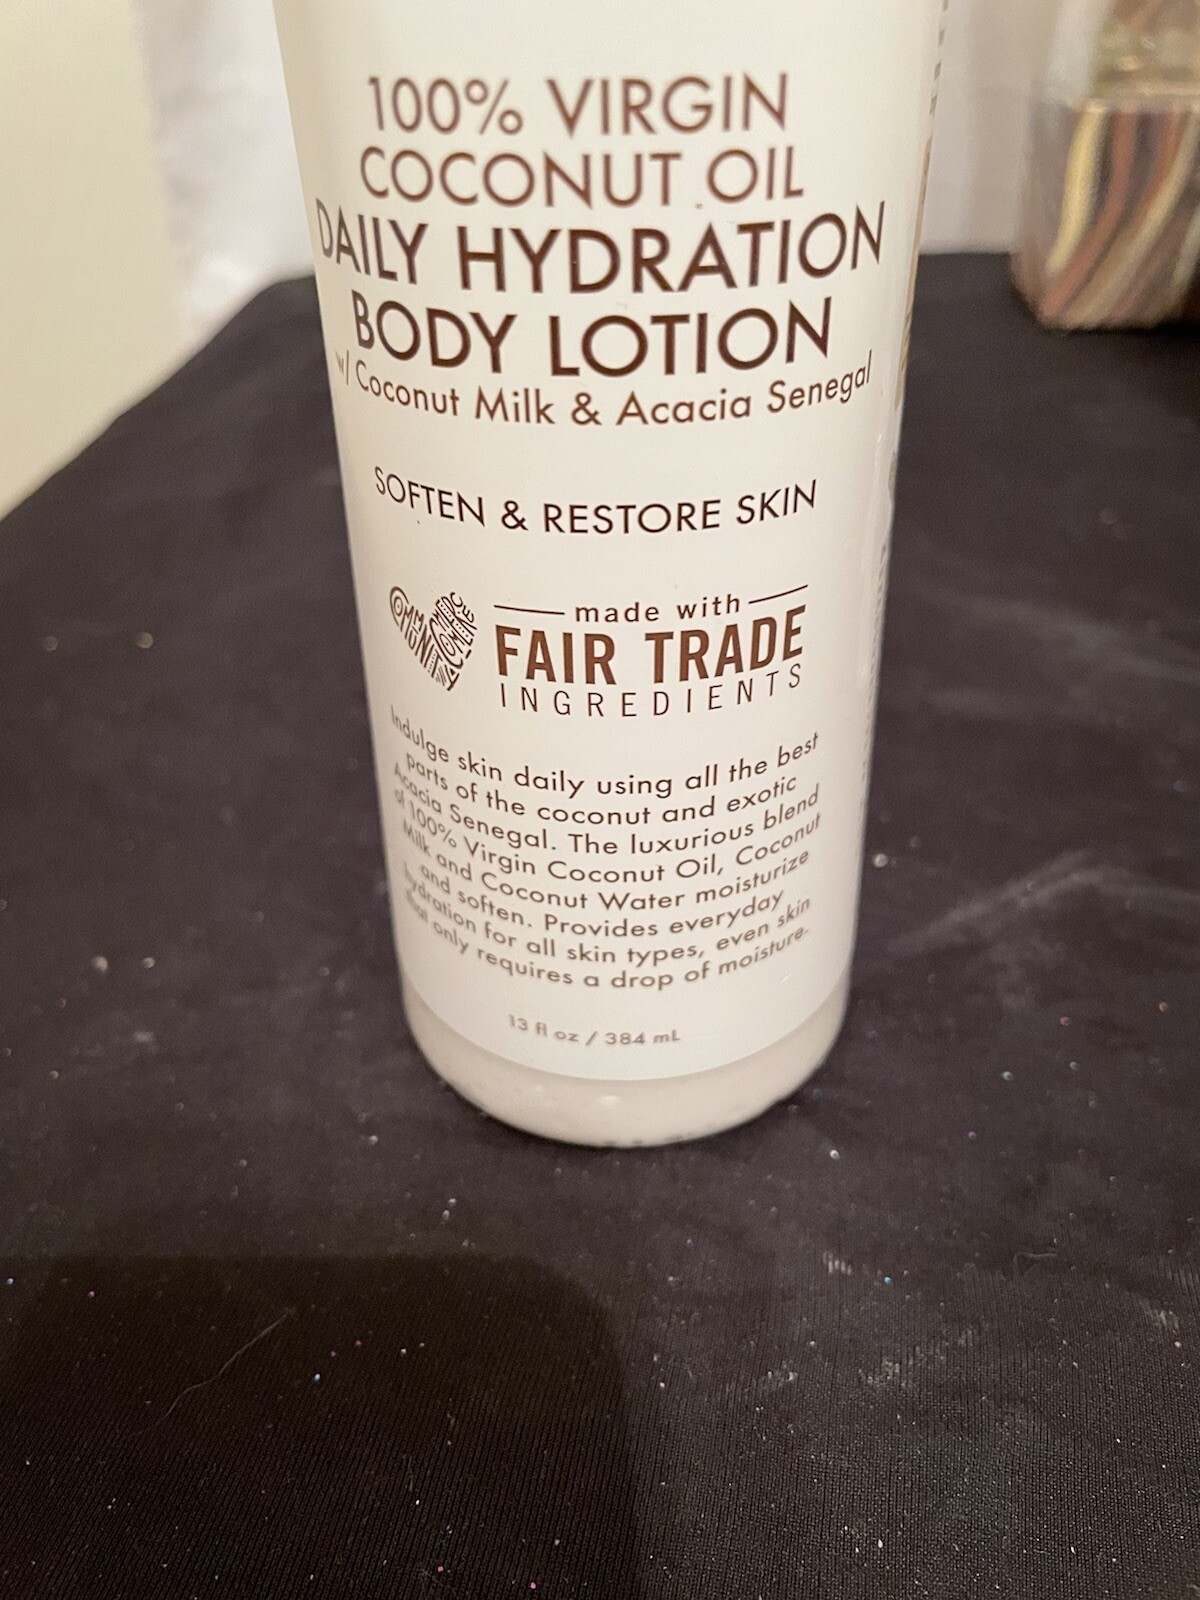 100% VIRGIN
COCONUT OIL
DAILY HYDRATION
BODY LOTION
w/ Coconut Milk & Acacia Senegal
SOFTEN & RESTORE SKIN
COMMUNITY COMMERCE
made with
FAIR TRADE
INGREDIENTS
Indulge skin daily using all the best
parts of the coconut and exotic
Acacia Senegal. The luxurious blend
of 100% Virgin Coconut Oil, Coconut
Milk and Coconut Water moisturize
and soften. Provides everyday
hydration for all skin types, even skin
that only requires a drop of moisture.
13 fl oz / 384 mL